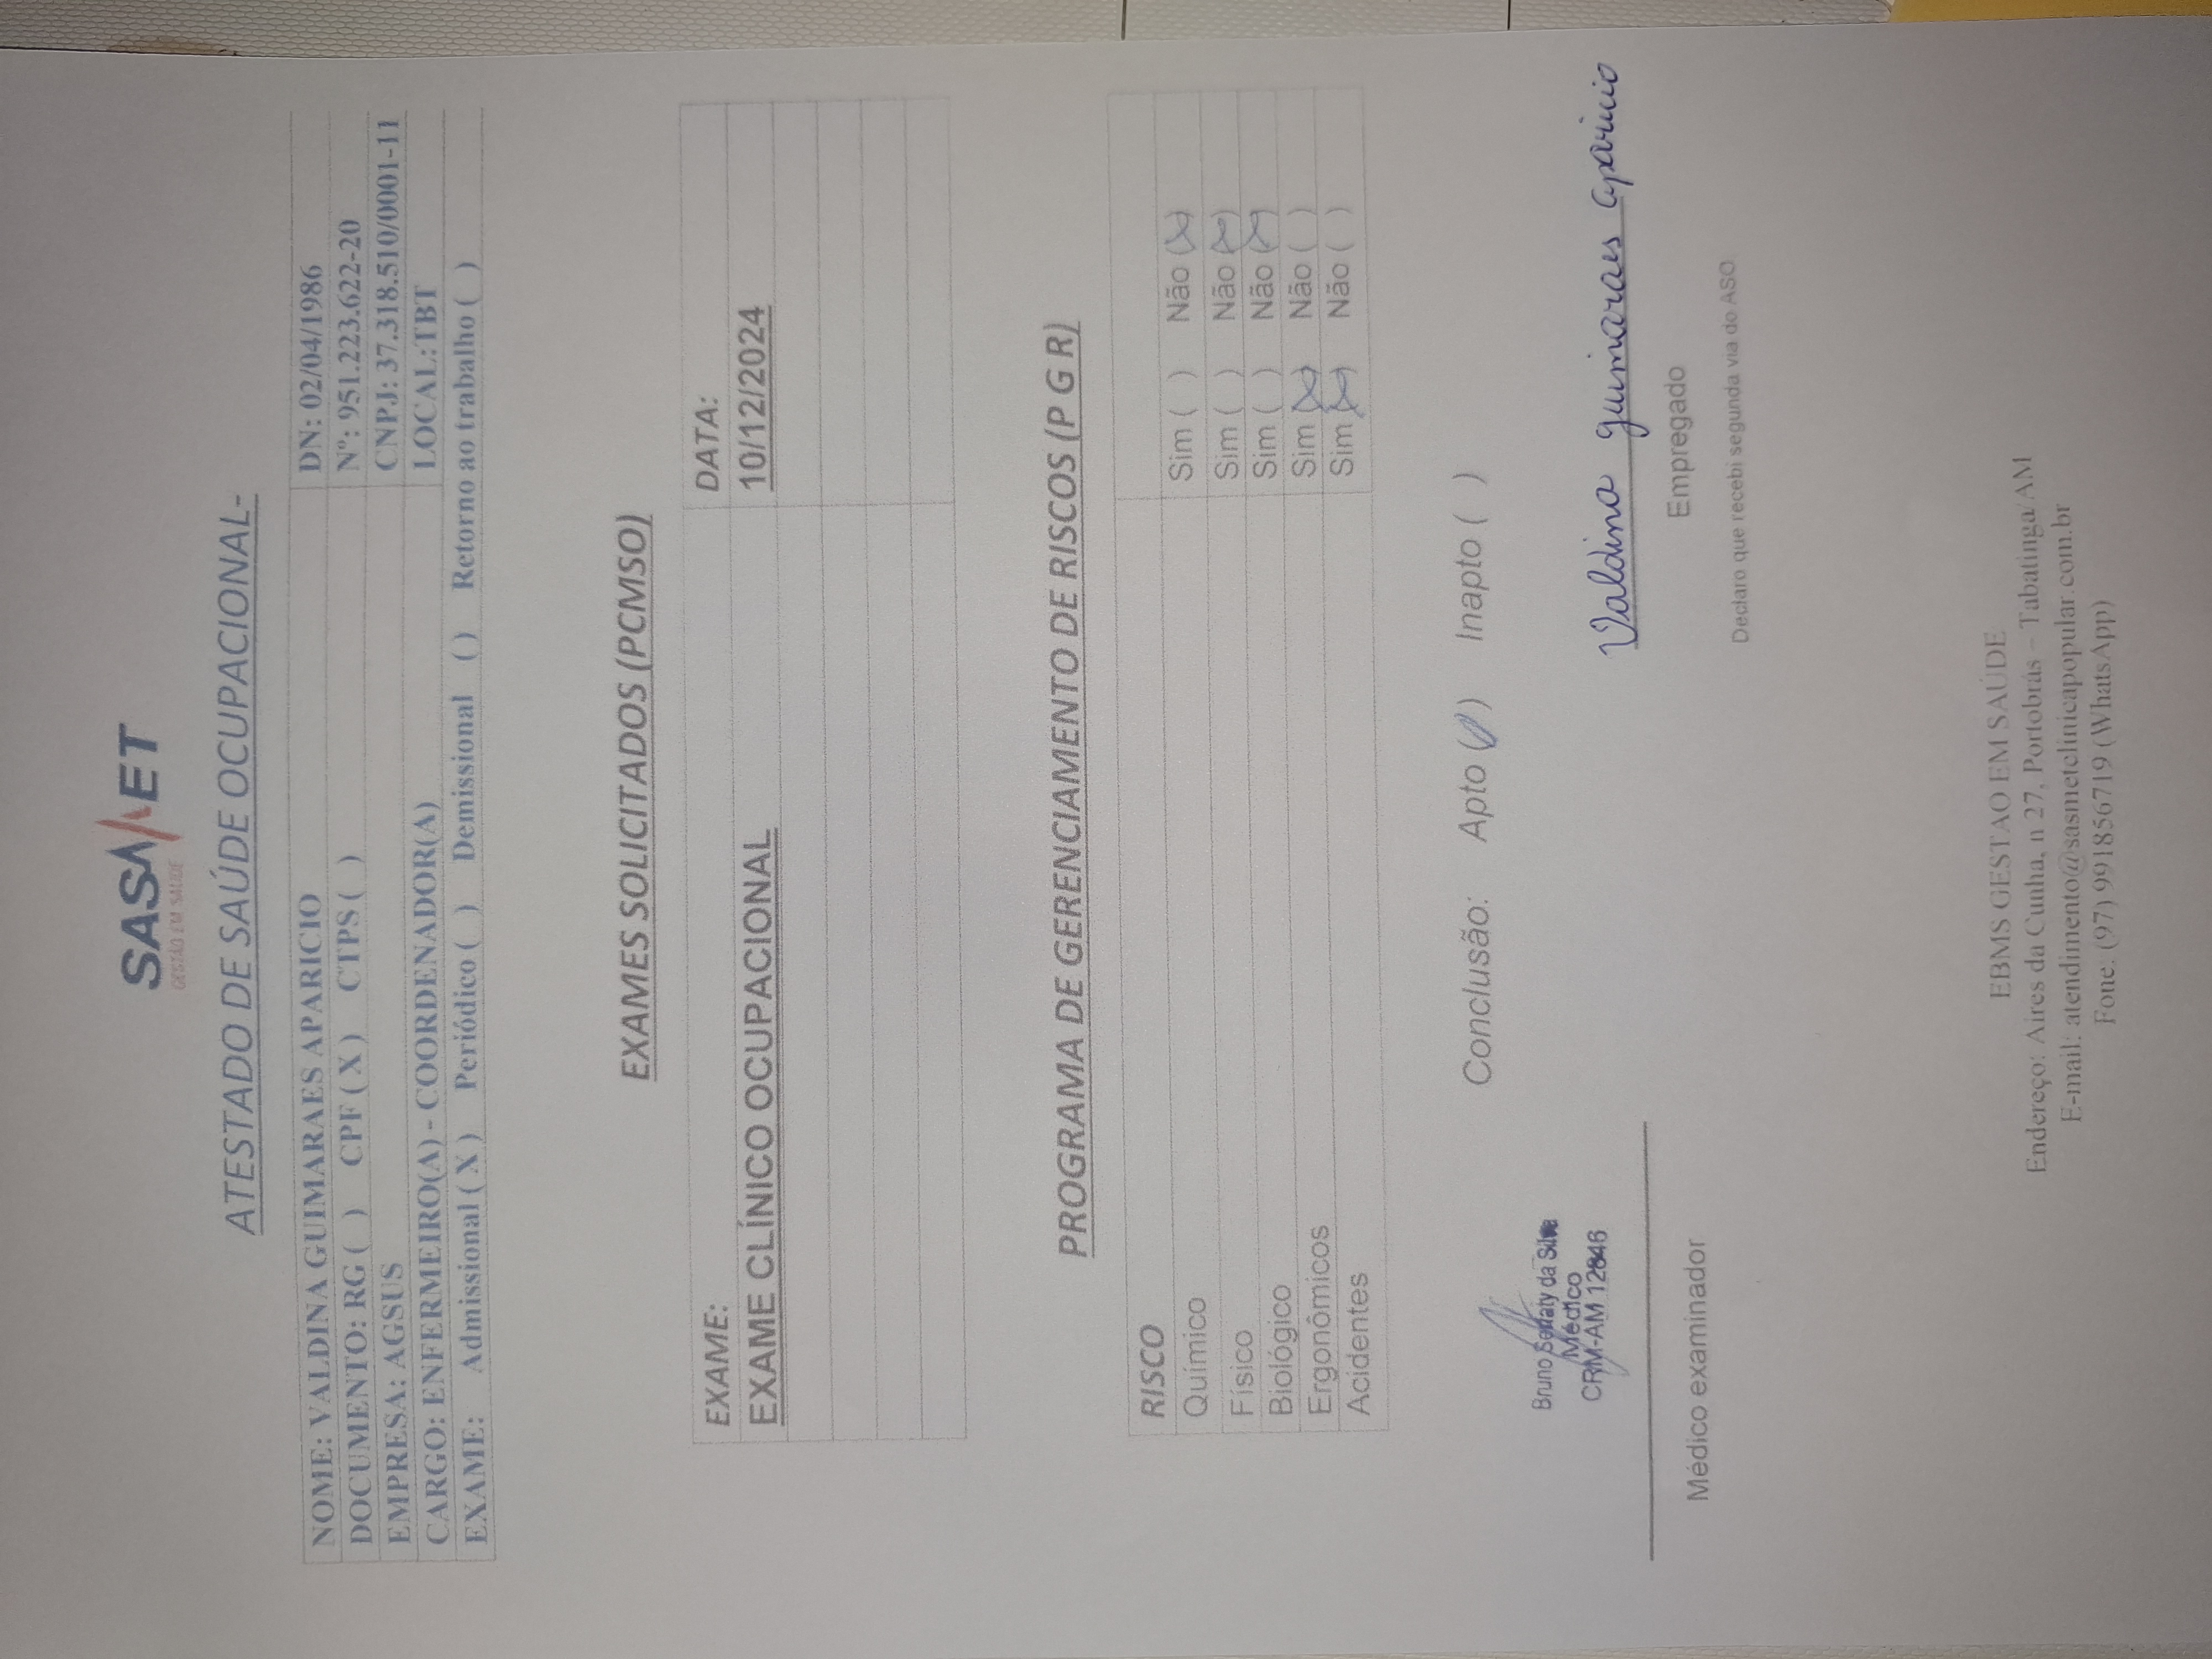 SASMET
GESTÃO EM SAÚDE
ATESTADO DE SAÚDE OCUPACIONAL-
NOME: VALDINA GUIMARAES APARICIO DN: 02/04/1986
DOCUMENTO: RG ( ) CPF ( X ) CTPS ( ) Nº: 951.223.622-20
EMPRESA: AGSUS CNPJ: 37.318.510/0001-11
CARGO: ENFERMEIRO(A) - COORDENADOR(A) LOCAL:TBT
EXAME: Admissional ( X ) Periódico ( ) Demissional ( ) Retorno ao trabalho ( )
EXAMES SOLICITADOS (PCMSO)
EXAME: DATA:
EXAME CLÍNICO OCUPACIONAL 10/12/2024
PROGRAMA DE GERENCIAMENTO DE RISCOS (P G R)
RISCO
Químico Sim ( ) Não (X)
Físico Sim ( ) Não (X)
Biológico Sim ( ) Não (X)
Ergonômicos Sim (X) Não ( )
Acidentes Sim (X) Não ( )
Conclusão: Apto (/) Inapto ( )
Bruno da Silva
Médico
CRM-AM 12846
Valdina Guimaraes Aparicio
Médico examinador
Empregado
Declaro que recebi segunda via do ASO
EBMS GESTAO EM SAÚDE
Endereço: Aires da Cunha, n 27, Portobrás – Tabatinga/AM
E-mail: atendimento@sasmetclinicapopular.com.br
Fone: (97) 991856719 (WhatsApp)